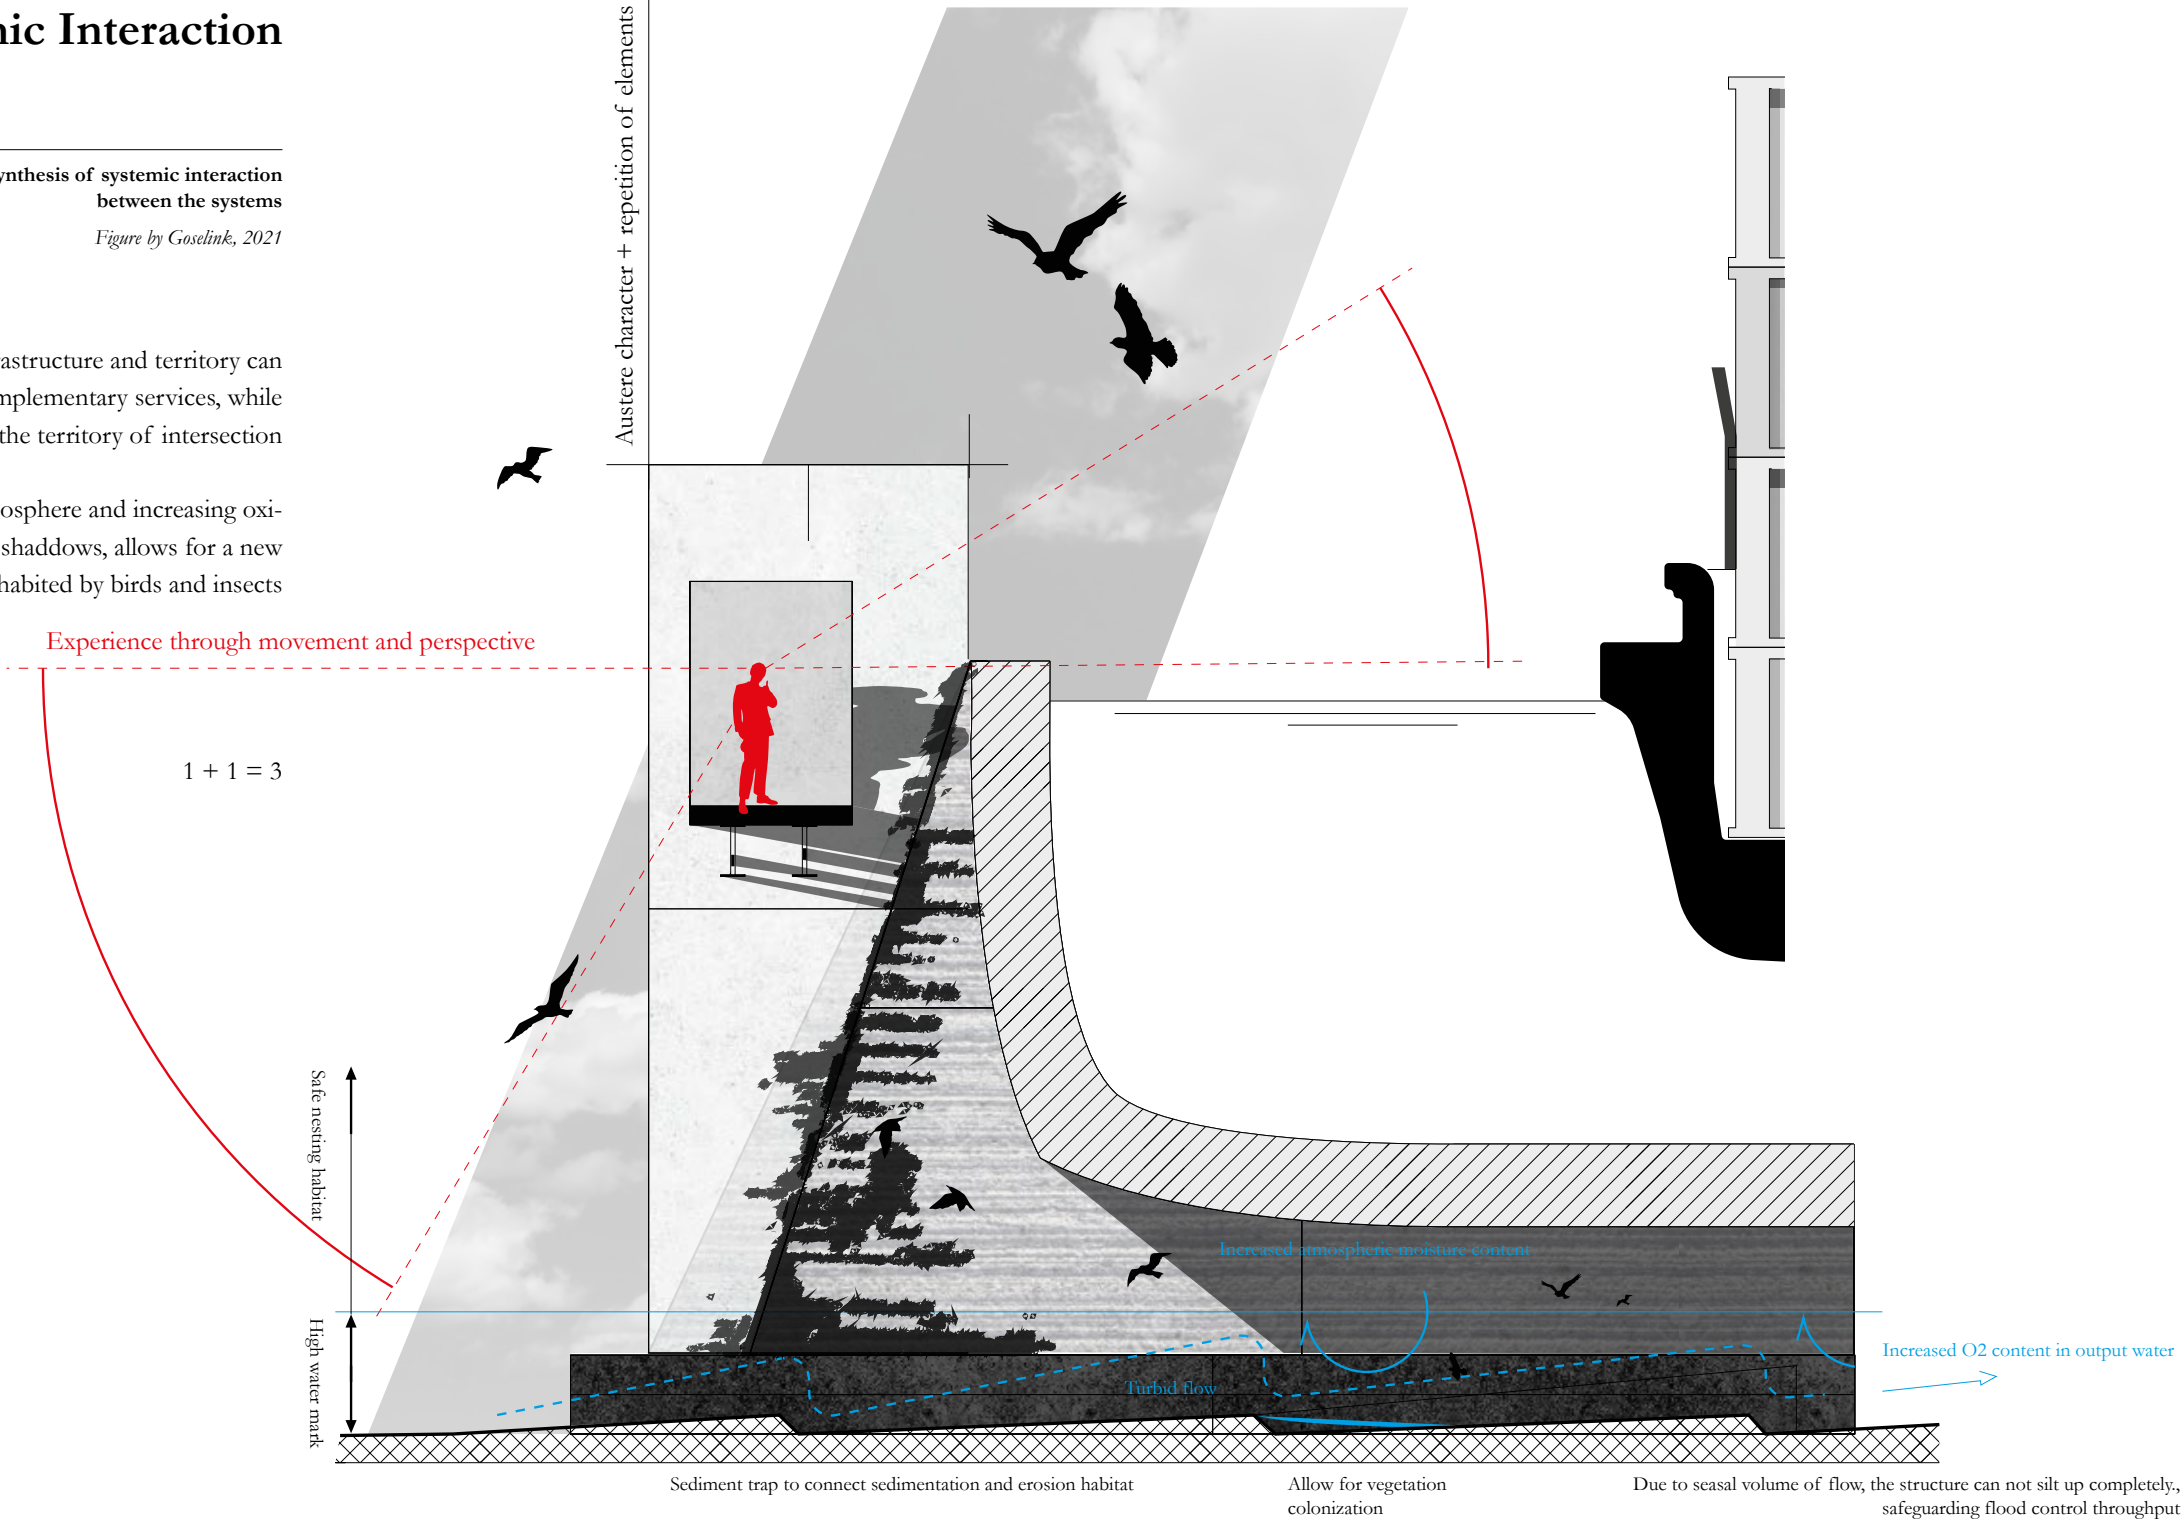 nic Interaction
ynthesis of systemic interaction
between the systems
Figure by Goselink, 2021
astructure and territory can
mplementary services, while
the territory of intersection
osphere and increasing oxi-
shaddows, allows for a new
habited by birds and insects
Experience through movement and perspective
1 + 1 = 3
Austere character + repetition of elements
Safe nesting habitat
High water mark
Increased atmospheric moisture content
Turbid flow
Increased O2 content in output water
Sediment trap to connect sedimentation and erosion habitat
Allow for vegetation
colonization
Due to seasal volume of flow, the structure can not silt up completely.,
safeguarding flood control throughput